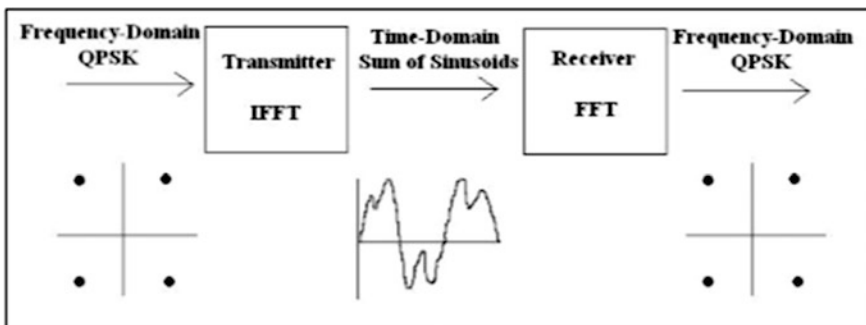 Frequency-Domain
QPSK
Transmitter
IFFT
Time-Domain
Sum of Sinusoids
Receiver
FFT
Frequency-Domain
QPSK